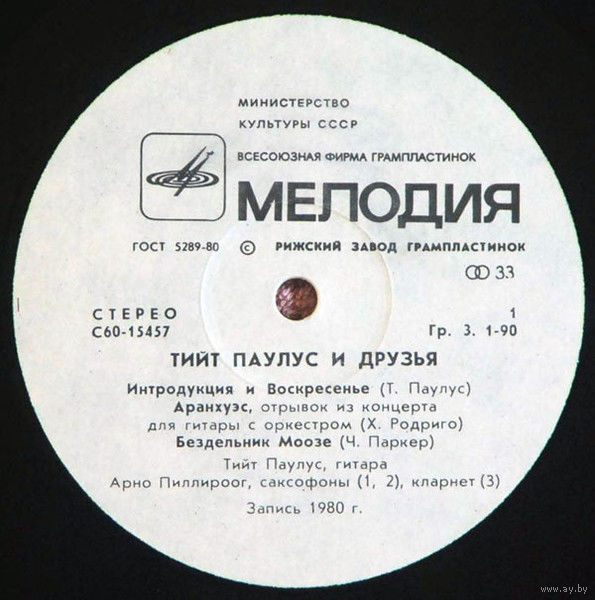 МИНИСТЕРСТВО
КУЛЬТУРЫ СССР
ВСЕСОЮЗНАЯ ФИРМА ГРАМПЛАСТИНОК
МЕЛОДИЯ
ГОСТ 5289-80 © РИЖСКИЙ ЗАВОД ГРАМПЛАСТИНОК
33
СТЕРЕО 1
С60-15457 Гр. 3. 1-90
ТИЙТ ПАУЛУС И ДРУЗЬЯ
Интродукция и Воскресенье (Т. Паулус)
Аранхуэс, отрывок из концерта
для гитары с оркестром (Х. Родриго)
Бездельник Моозе (Ч. Паркер)
Тийт Паулус, гитара
Арно Пиллироог, саксофоны (1, 2), кларнет (3)
Запись 1980 г.
www.ay.by